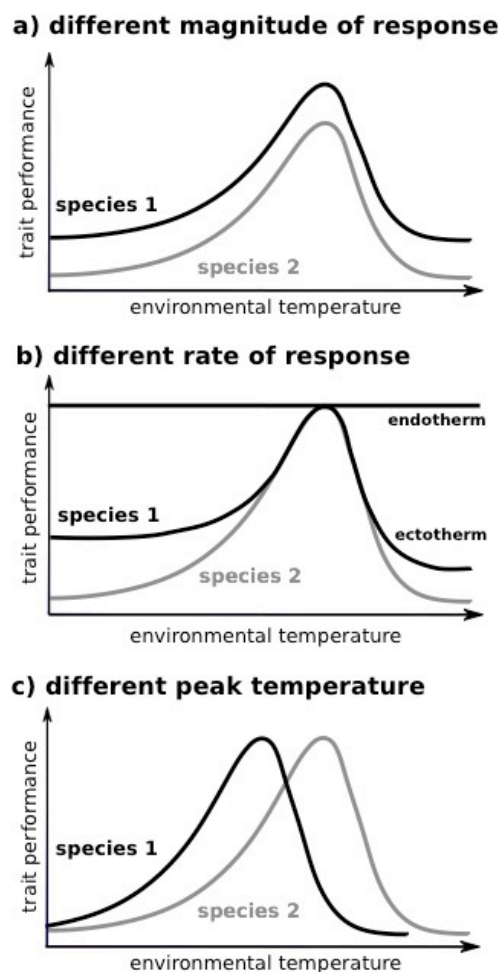 a) different magnitude of response
trait performance
species 1
species 2
environmental temperature
b) different rate of response
trait performance
endotherm
species 1
ectotherm
species 2
environmental temperature
c) different peak temperature
trait performance
species 1
species 2
environmental temperature